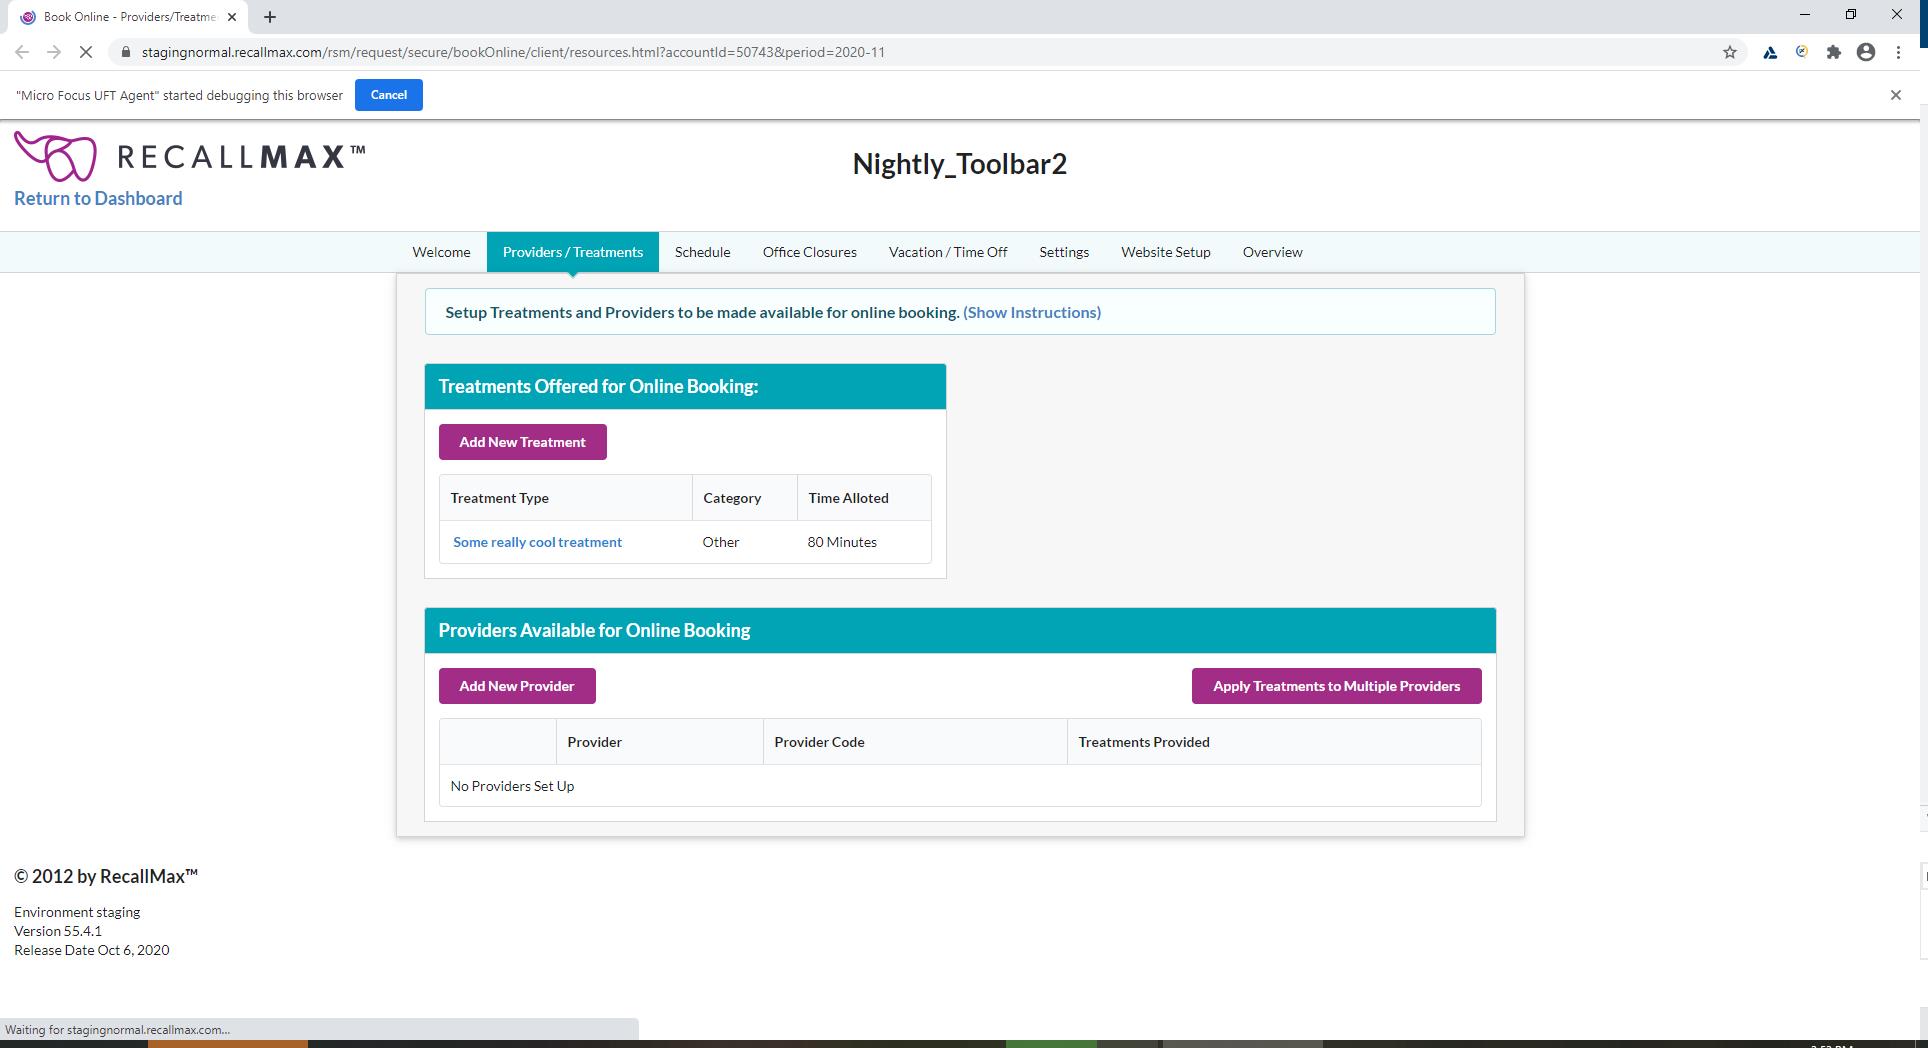 Book Online - Providers/Treatme
stagingnormal.recallmax.com/rsm/request/secure/bookOnline/client/resources.html?accountId=50743&period=2020-11
"Micro Focus UFT Agent" started debugging this browser
Cancel
RECALLMAX™
Nightly_Toolbar2
Return to Dashboard
Welcome
Providers / Treatments
Schedule
Office Closures
Vacation / Time Off
Settings
Website Setup
Overview
Setup Treatments and Providers to be made available for online booking. (Show Instructions)
Treatments Offered for Online Booking:
Add New Treatment
Treatment Type Category Time Alloted
Some really cool treatment Other 80 Minutes
Providers Available for Online Booking
Add New Provider
Apply Treatments to Multiple Providers
Provider Provider Code Treatments Provided
No Providers Set Up
© 2012 by RecallMax™
Environment staging
Version 55.4.1
Release Date Oct 6, 2020
Waiting for stagingnormal.recallmax.com...